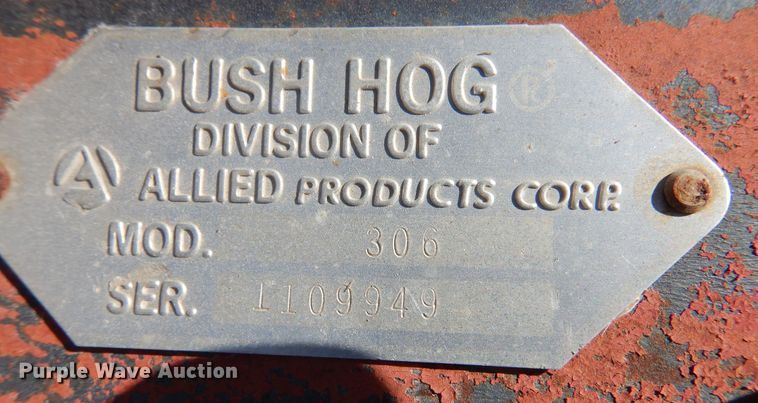 BUSH HOG ®
DIVISION OF
A ALLIED PRODUCTS CORP.
MOD. 306
SER. 1109949
Purple Wave Auction